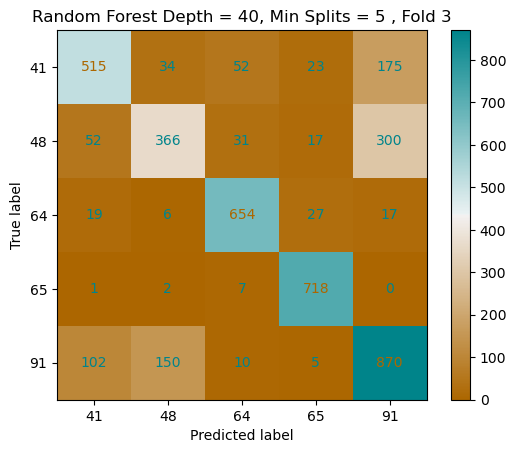 Random Forest Depth = 40, Min Splits = 5 , Fold 3
41 515 34 52 23 175
48 52 366 31 17 300
64 19 6 654 27 17
65 1 2 7 718 0
91 102 150 10 5 870
41 48 64 65 91
True label
Predicted label
800
700
600
500
400
300
200
100
0